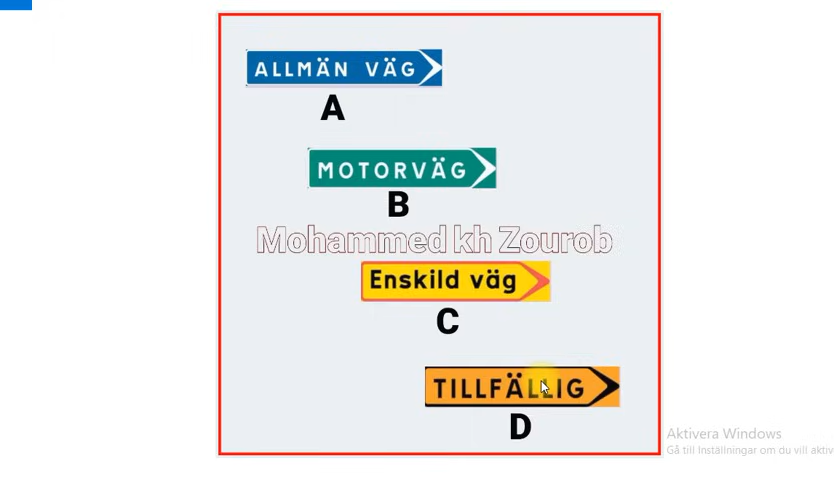 ALLMÄN VÄG
A
MOTORVÄG
B
Mohammed kh Zourob
Enskild väg
C
TILLFÄLLIG
D
Aktivera Windows
Gå till Inställningar om du vill aktiv